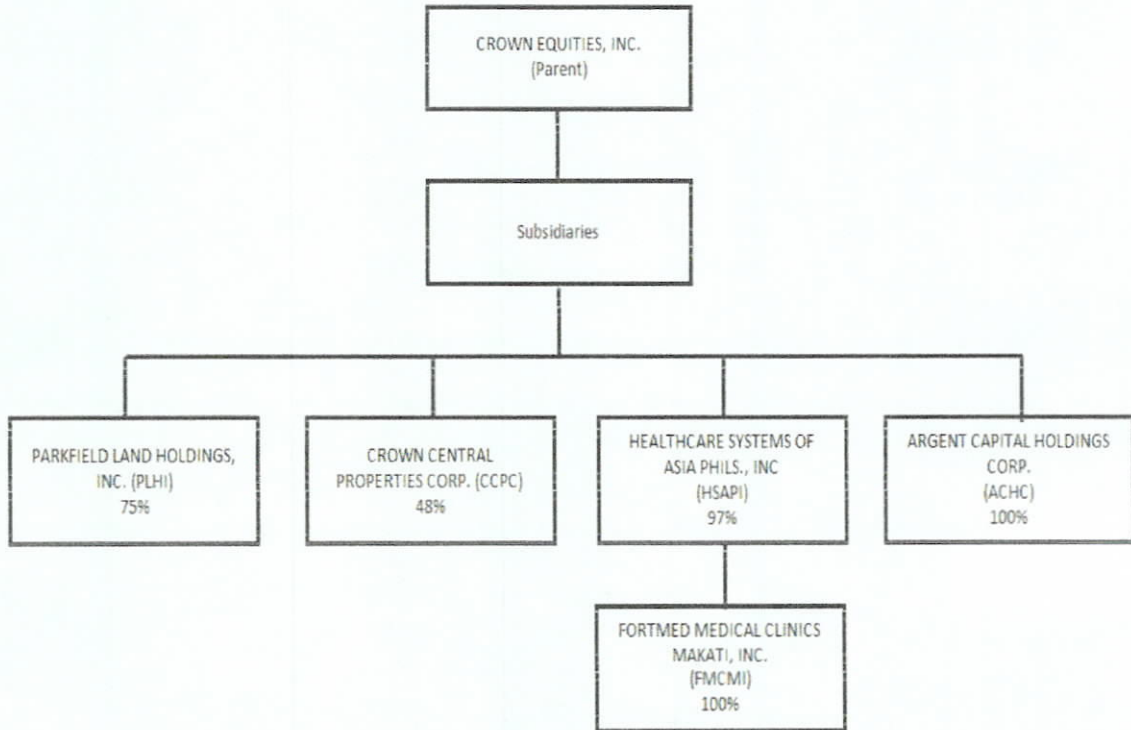 CROWN EQUITIES, INC.
(Parent)
Subsidiaries
PARKFIELD LAND HOLDINGS,
INC. (PLHI)
75%
CROWN CENTRAL
PROPERTIES CORP. (CCPC)
48%
HEALTHCARE SYSTEMS OF
ASIA PHILS., INC
(HSAPI)
97%
ARGENT CAPITAL HOLDINGS
CORP.
(ACHC)
100%
FORTMED MEDICAL CLINICS
MAKATI, INC.
(FMCMI)
100%